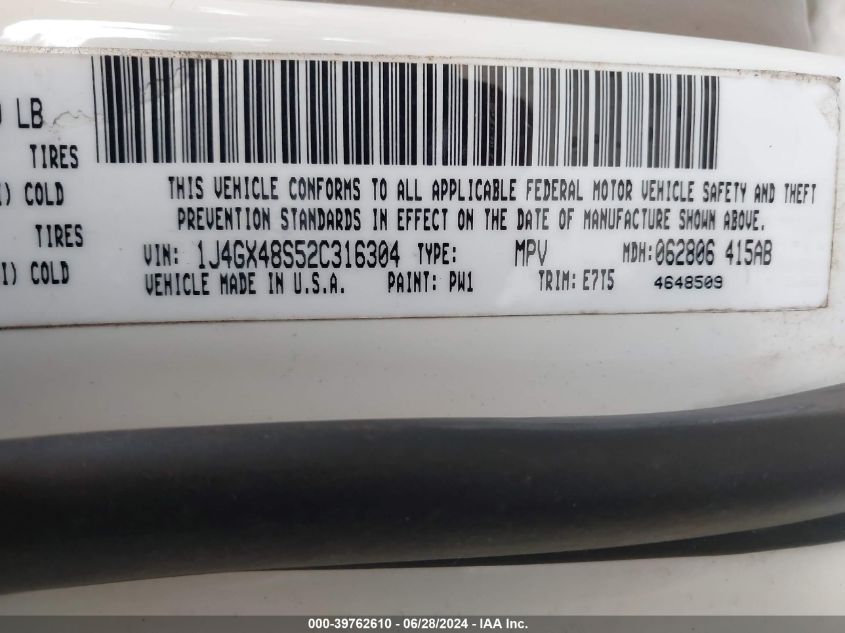 LB
TIRES
COLD
TIRES
I) COLD
THIS VEHICLE CONFORMS TO ALL APPLICABLE FEDERAL MOTOR VEHICLE SAFETY AND THEFT
PREVENTION STANDARDS IN EFFECT ON THE DATE OF MANUFACTURE SHOWN ABOVE.
VIN: 1J4GX48S52C316304 TYPE: MPV MDH:062806 415AB
VEHICLE MADE IN U.S.A. PAINT: PW1 TRIM: E7T5 4648509
000-39762610 - 06/28/2024 - IAA Inc.